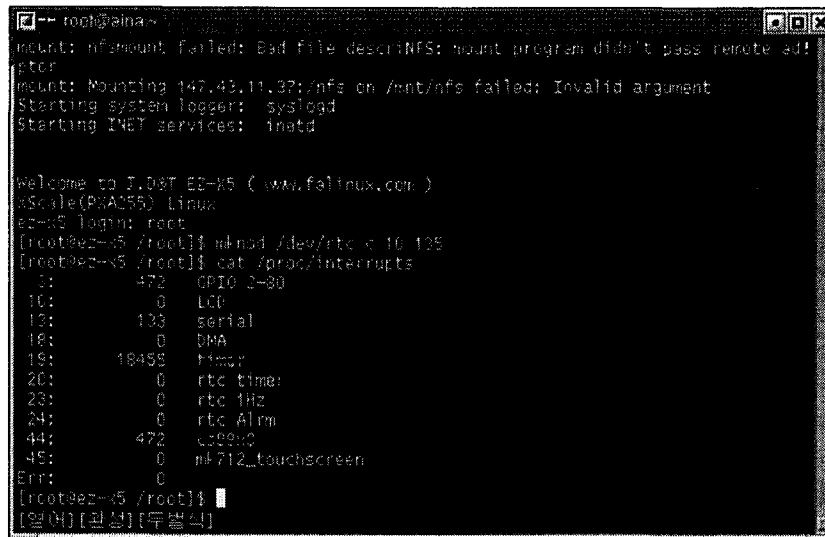 -- root@aina:~
mount: nfsmount failed: Bad file descriNFS: mount program didn't pass remote ad!
ptor
mount: Mounting 147.43.11.37:/nfs on /mnt/nfs failed: Invalid argument
Starting system logger:  syslogd
Starting INET services:  inetd
Welcome to J.D&T EZ-X5 ( www.falinux.com )
XScale(PXA255) Linux
ez-x5 login: root
[root@ez-x5 /root]$ mknod /dev/rtc c 10 135
[root@ez-x5 /root]$ cat /proc/interrupts
472   GPIO 2-80
10:          0   LCD
133   serial
18:          0   DMA
19:      18455   timer
20:          0   rtc timer
23:          0   rtc 1Hz
24:          0   rtc Alrm
44:        472
45:          0   mk712_touchscreen
Err:          0
[root@ez-x5 /root]$
[영어][완성][두벌식]